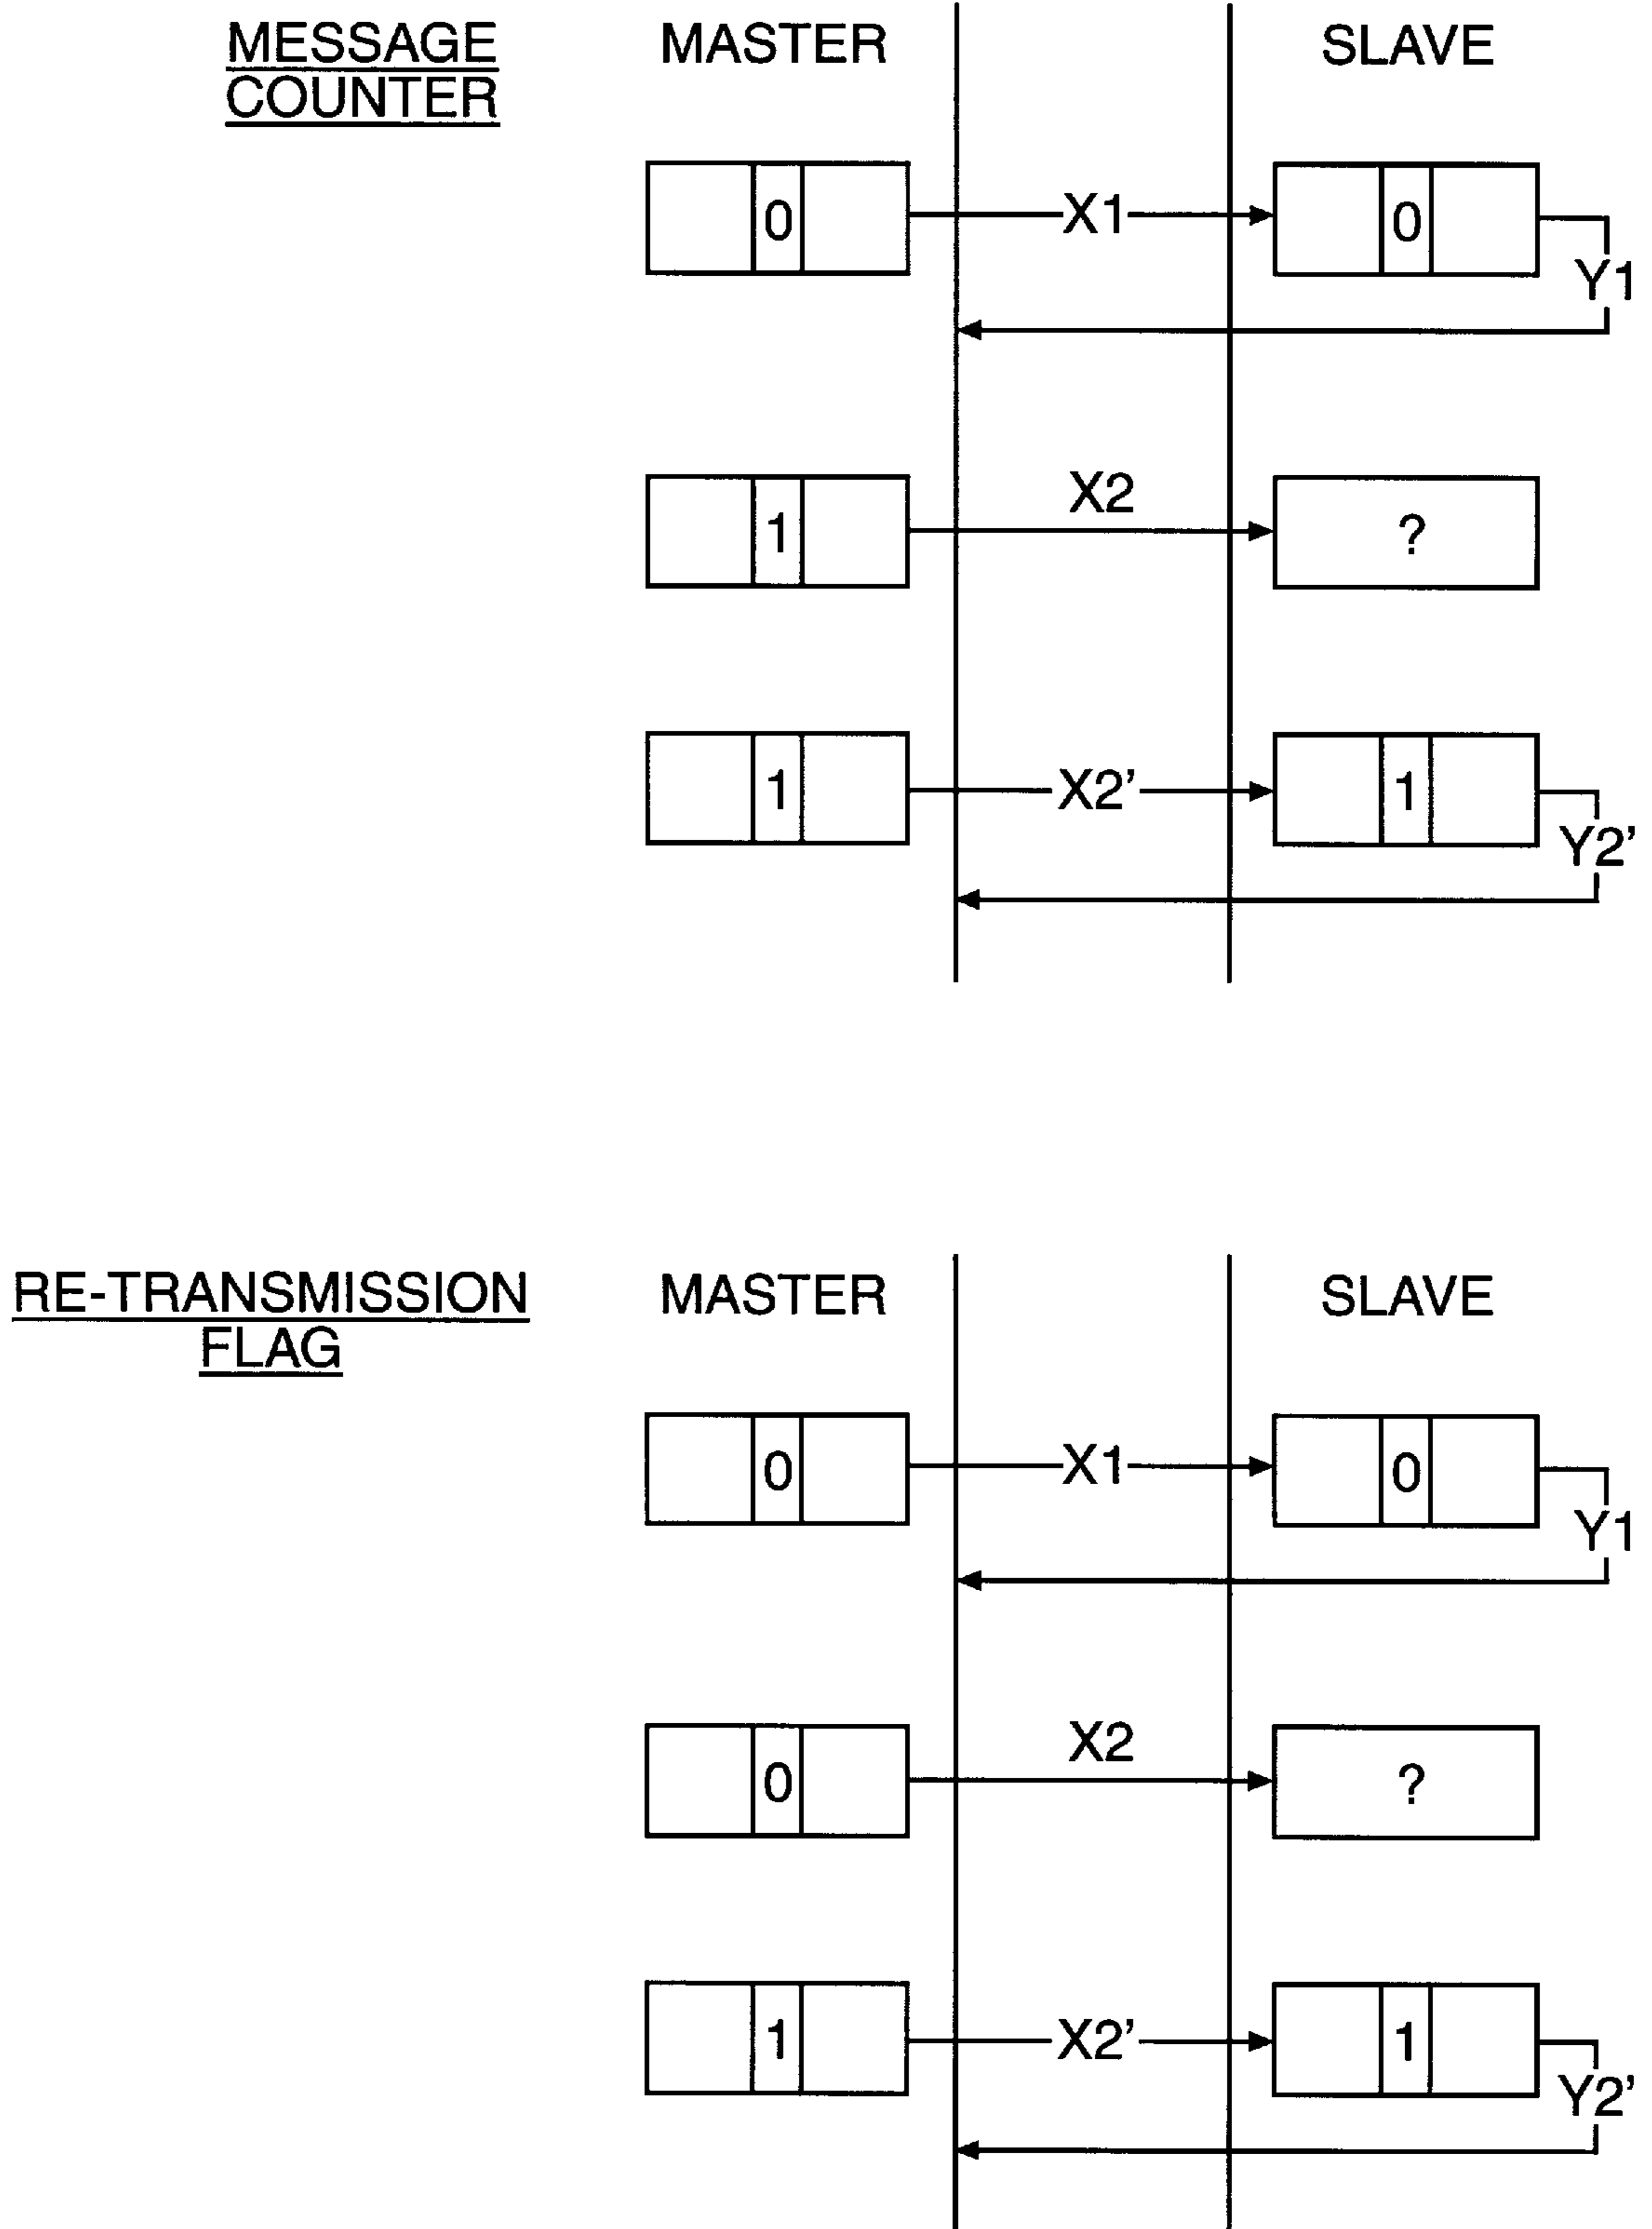 MESSAGE
COUNTER
MASTER
SLAVE
0
X1
0
Y1
1
X2
?
1
X2'
1
Y2'
RE-TRANSMISSION
FLAG
MASTER
SLAVE
0
X1
0
Y1
0
X2
?
1
X2'
1
Y2'